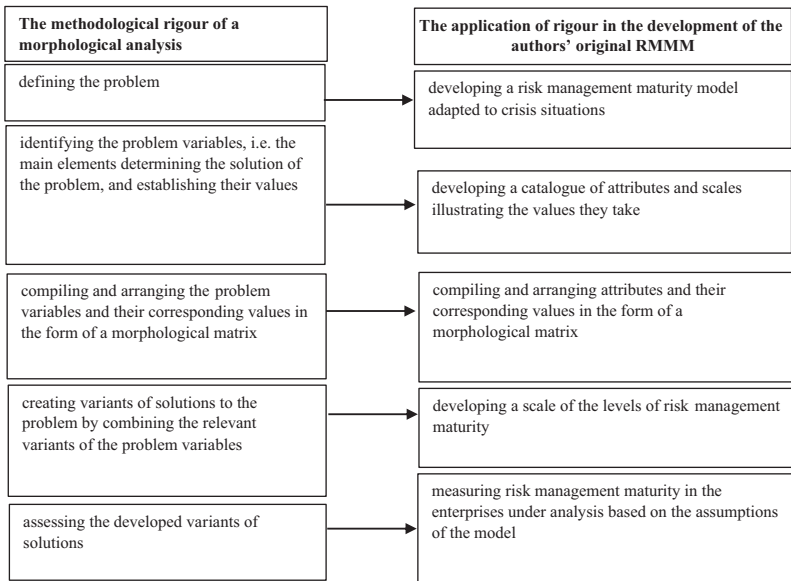 The methodological rigour of a
morphological analysis
The application of rigour in the development of the
authors' original RMMM
defining the problem
developing a risk management maturity model
adapted to crisis situations
identifying the problem variables, i.e. the
main elements determining the solution of
the problem, and establishing their values
developing a catalogue of attributes and scales
illustrating the values they take
compiling and arranging the problem
variables and their corresponding values in
the form of a morphological matrix
compiling and arranging attributes and their
corresponding values in the form of a
morphological matrix
creating variants of solutions to the
problem by combining the relevant
variants of the problem variables
developing a scale of the levels of risk management
maturity
assessing the developed variants of
solutions
measuring risk management maturity in the
enterprises under analysis based on the assumptions
of the model